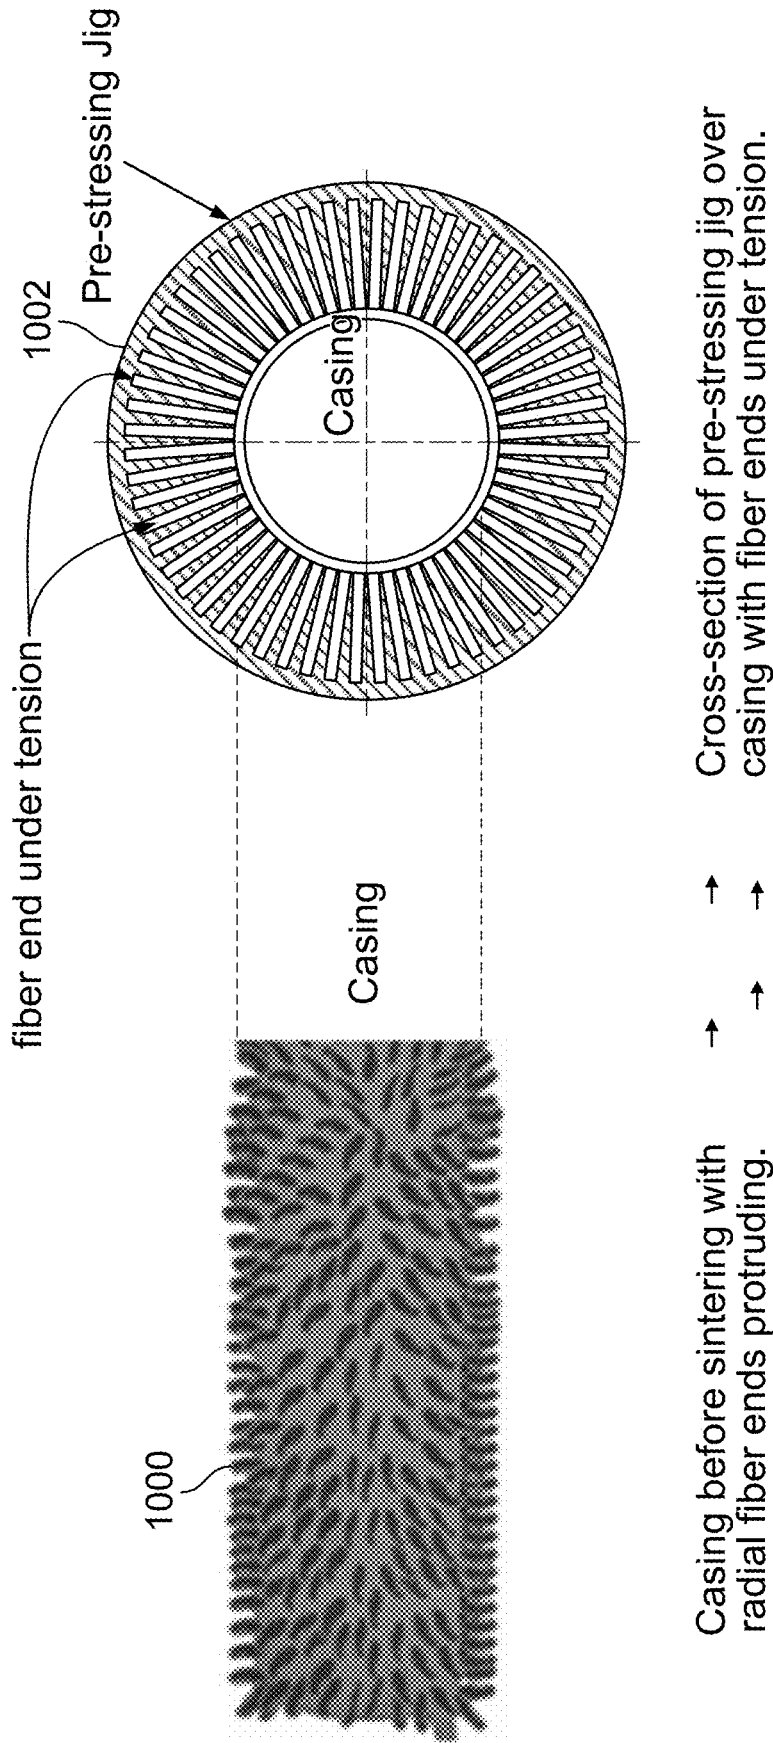 fiber end under tension
1002
Pre-stressing Jig
Casing
Casing
1000
Casing before sintering with
radial fiber ends protruding.
Cross-section of pre-stressing jig over
casing with fiber ends under tension.